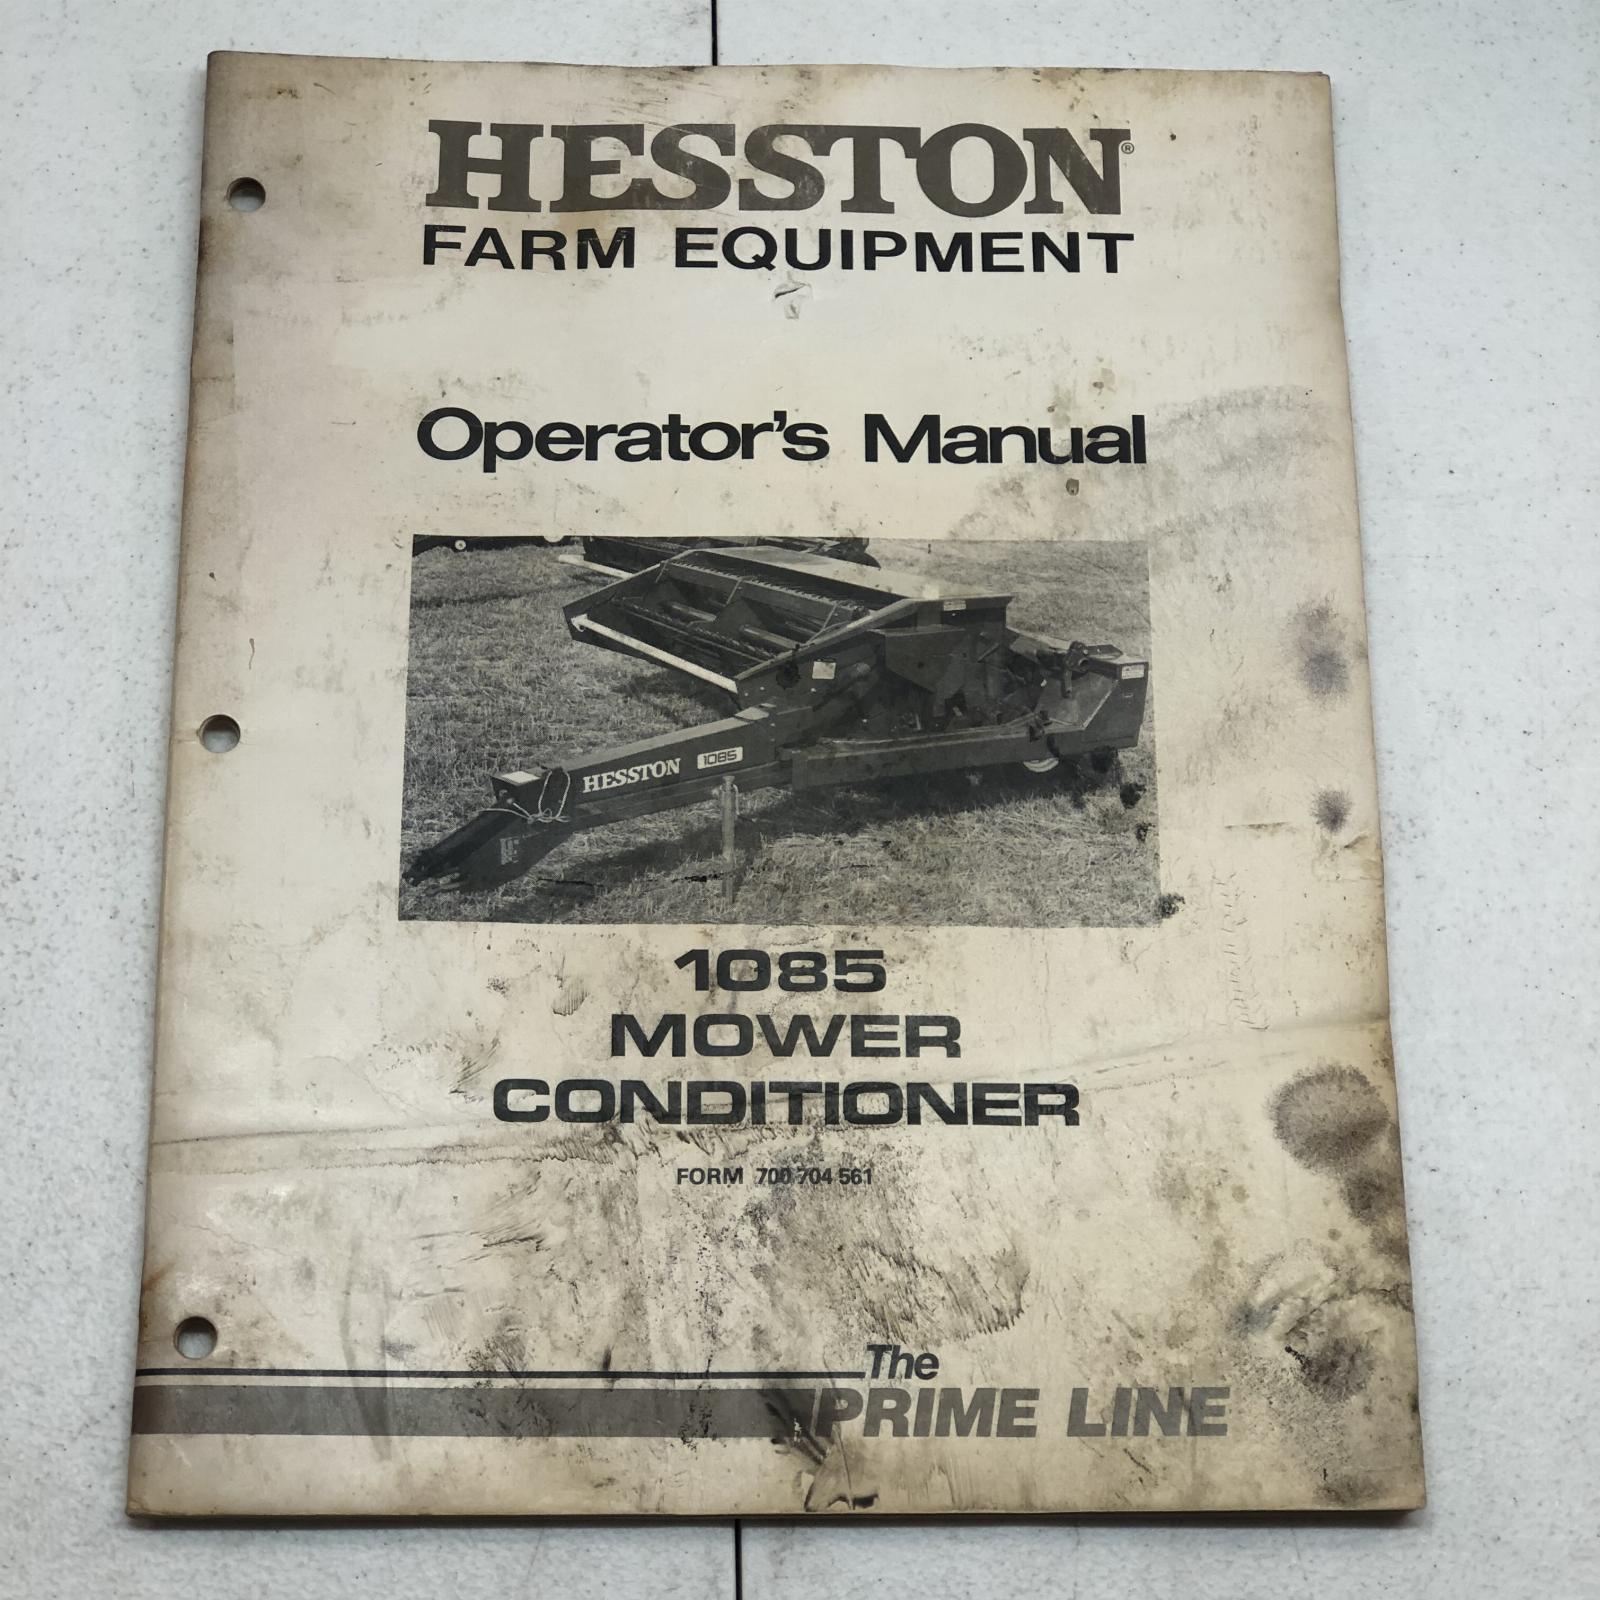 HESSTON®
FARM EQUIPMENT
Operator's Manual
HESSTON 1085
1085
MOWER
CONDITIONER
FORM 700 704 561
The
PRIME LINE